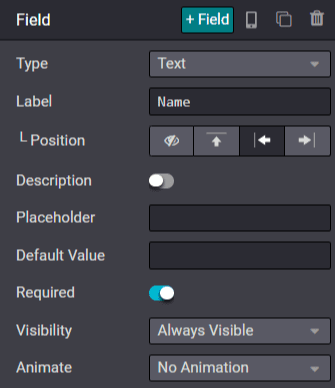 Field + Field
Type Text
Label Name
Position
Description
Placeholder
Default Value
Required
Visibility Always Visible
Animate No Animation